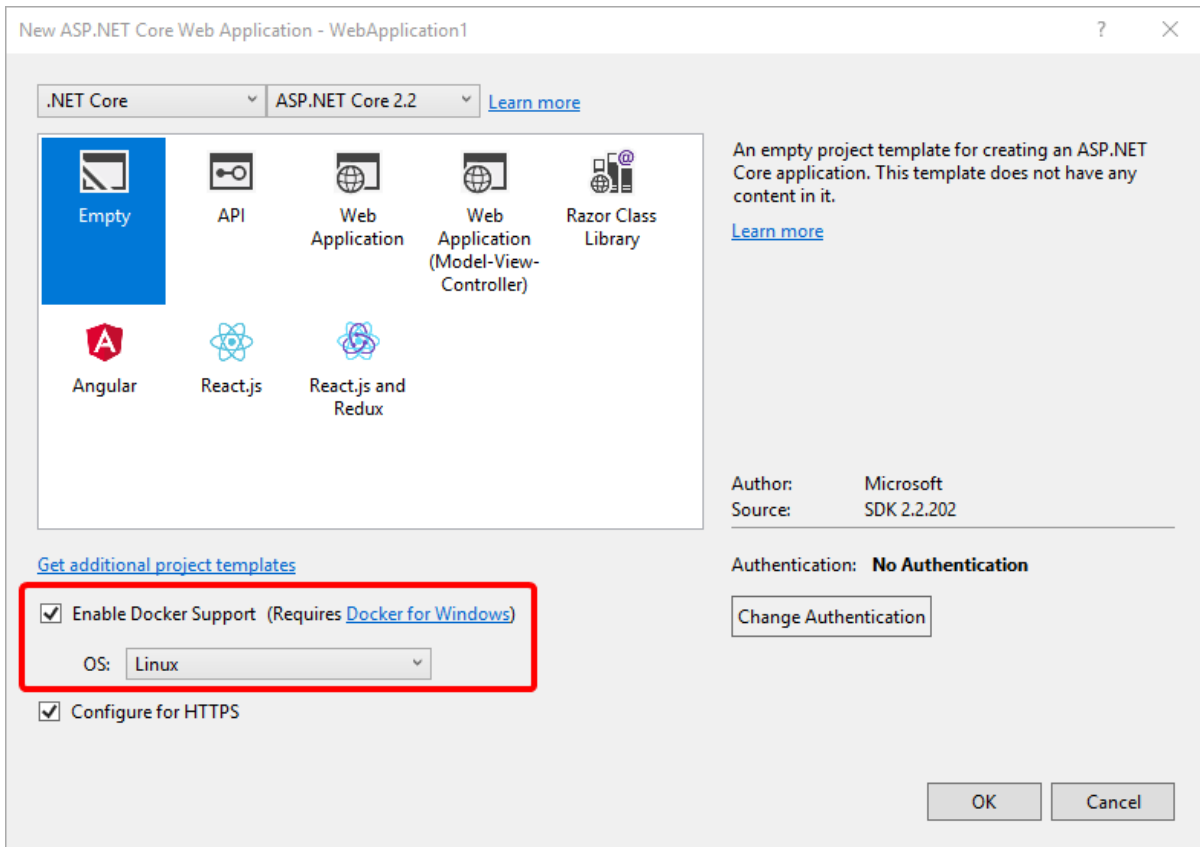 New ASP.NET Core Web Application - WebApplication1
?
.NET Core
ASP.NET Core 2.2
Learn more
Empty
API
Web
Application
Web
Application
(Model-View-
Controller)
Razor Class
Library
Angular
React.js
React.js and
Redux
An empty project template for creating an ASP.NET
Core application. This template does not have any
content in it.
Learn more
Author: Microsoft
Source: SDK 2.2.202
Get additional project templates
Authentication: No Authentication
Change Authentication
Enable Docker Support (Requires Docker for Windows)
OS: Linux
Configure for HTTPS
OK
Cancel